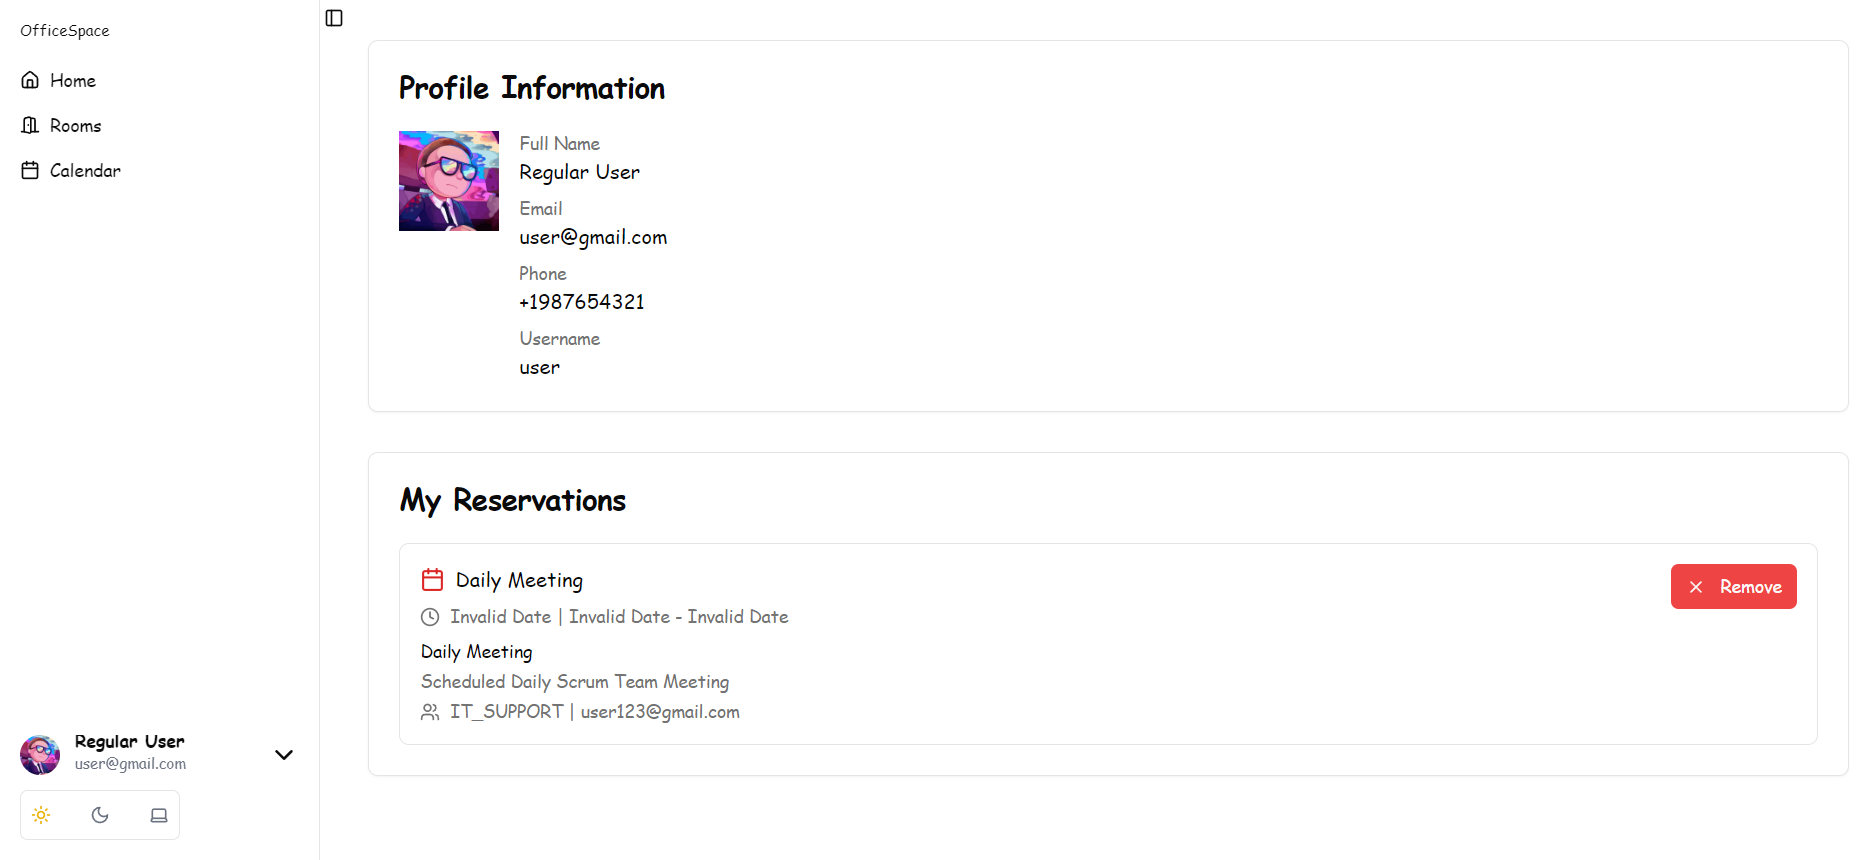 OfficeSpace
Home
Rooms
Calendar
Regular User
user@gmail.com
Profile Information
Full Name
Regular User
Email
user@gmail.com
Phone
+1987654321
Username
user
My Reservations
Daily Meeting
Remove
Invalid Date | Invalid Date - Invalid Date
Daily Meeting
Scheduled Daily Scrum Team Meeting
IT_SUPPORT | user123@gmail.com